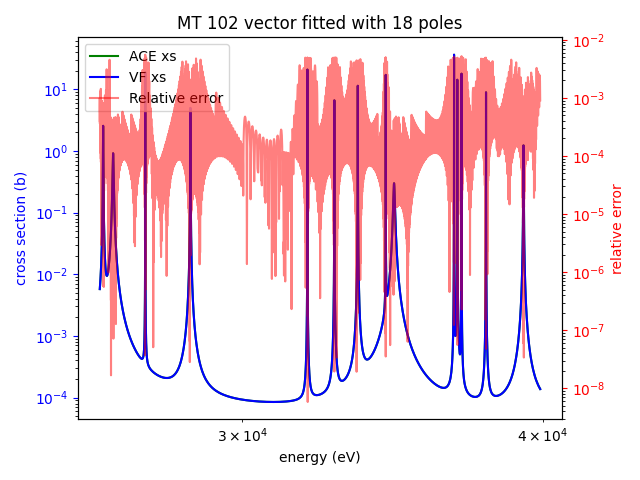 MT 102 vector fitted with 18 poles
ACE xs
VF xs
Relative error
cross section (b)
10¹
10⁰
10⁻¹
10⁻²
10⁻³
10⁻⁴
10⁻²
10⁻³
10⁻⁴
10⁻⁵
10⁻⁶
10⁻⁷
10⁻⁸
relative error
3 × 10⁴
4 × 10⁴
energy (eV)